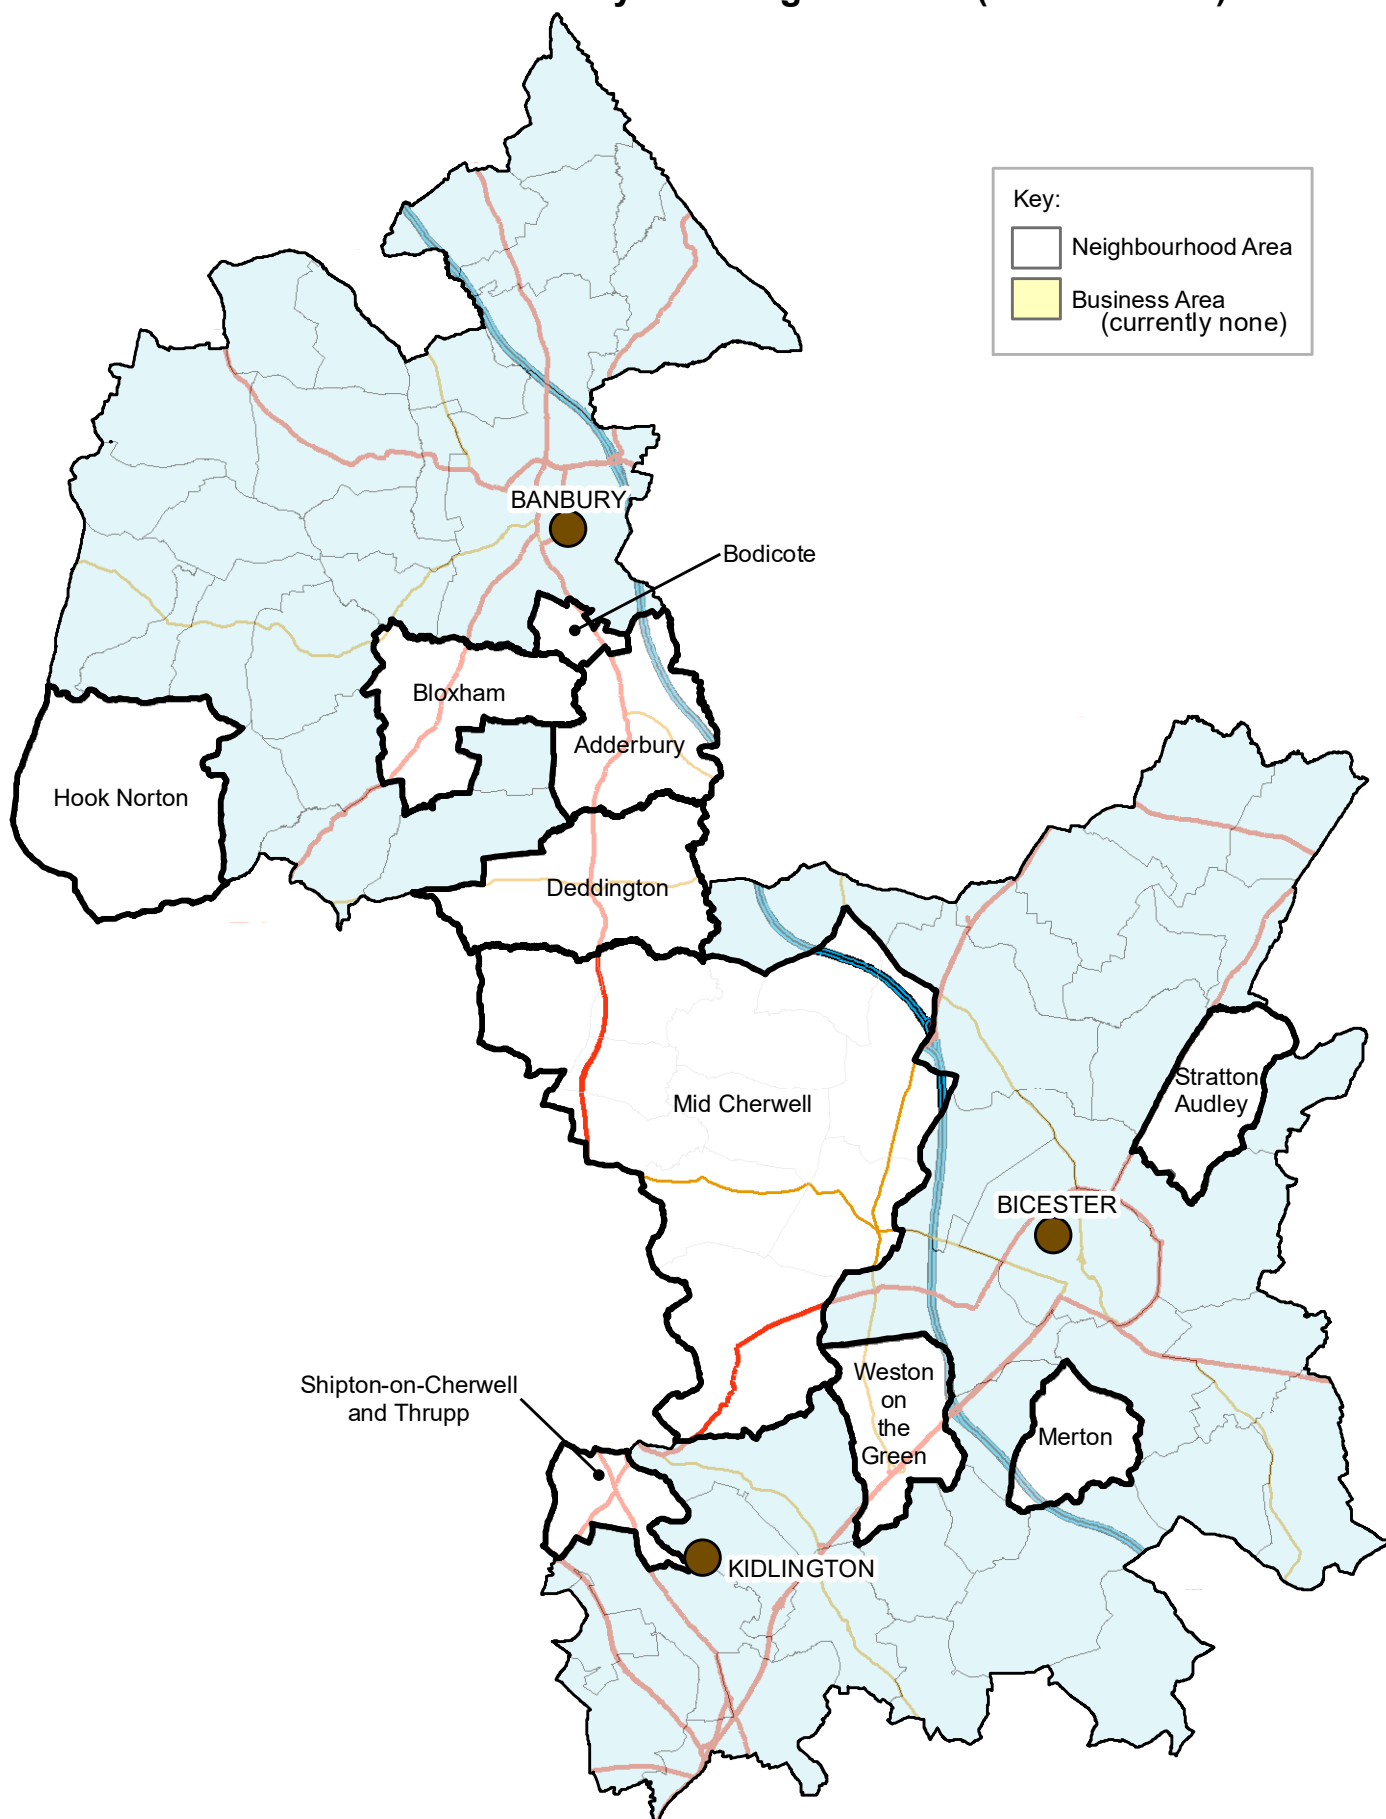 Key:
Neighbourhood Area
Business Area
(currently none)
BANBURY
Bodicote
Bloxham
Adderbury
Hook Norton
Deddington
Stratton
Audley
Mid Cherwell
BICESTER
Weston
on
the
Green
Shipton-on-Cherwell
and Thrupp
Merton
KIDLINGTON